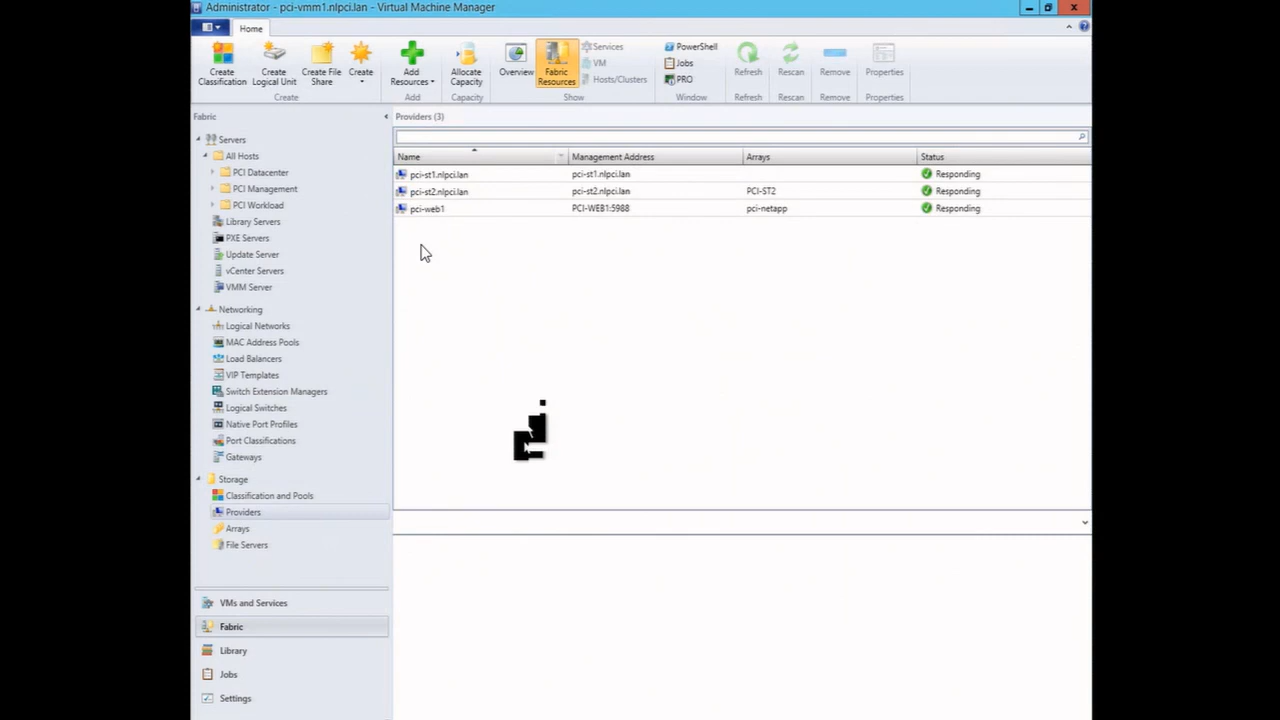 Administrator - pci-vmm1.nlpci.lan - Virtual Machine Manager
Home
Create Classification
Create Logical Unit
Create File Share
Create
Add Resources
Allocate Capacity
Overview
Fabric Resources
Services
VM
Hosts/Clusters
PowerShell
Jobs
PRO
Refresh
Rescan
Remove
Properties
Create
Add
Capacity
Show
Window
Refresh
Rescan
Remove
Properties
Fabric
Servers
All Hosts
PCI Datacenter
PCI Management
PCI Workload
Library Servers
PXE Servers
Update Server
vCenter Servers
VMM Server
Networking
Logical Networks
MAC Address Pools
Load Balancers
VIP Templates
Switch Extension Managers
Logical Switches
Native Port Profiles
Port Classifications
Gateways
Storage
Classification and Pools
Providers
Arrays
File Servers
VMs and Services
Fabric
Library
Jobs
Settings
Providers (3)
Name Management Address Arrays Status
pci-st1.nlpci.lan pci-st1.nlpci.lan Responding
pci-st2.nlpci.lan pci-st2.nlpci.lan PCI-ST2 Responding
pci-web1 PCI-WEB1:5988 pci-netapp Responding